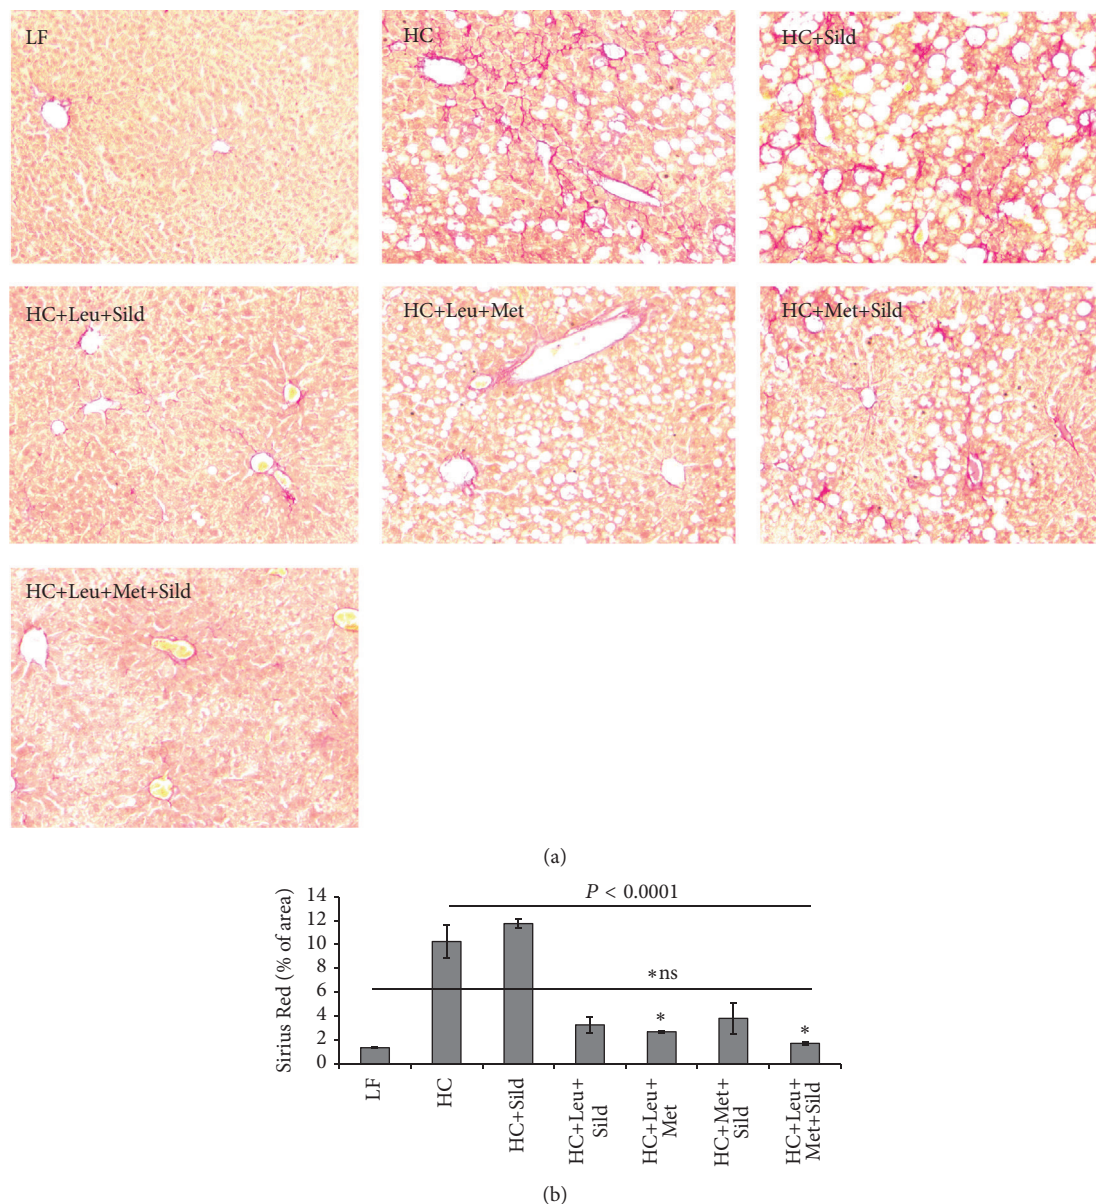 LF
HC
HC+Sild
HC+Leu+Sild
HC+Leu+Met
HC+Met+Sild
HC+Leu+Met+Sild
(a)
Sirius Red (% of area)
14
12
10
8
6
4
2
0
P < 0.0001
*ns
*
*
LF
HC
HC+Sild
HC+Leu+
Sild
HC+Leu+
Met
HC+Met+
Sild
HC+Leu+
Met+Sild
(b)